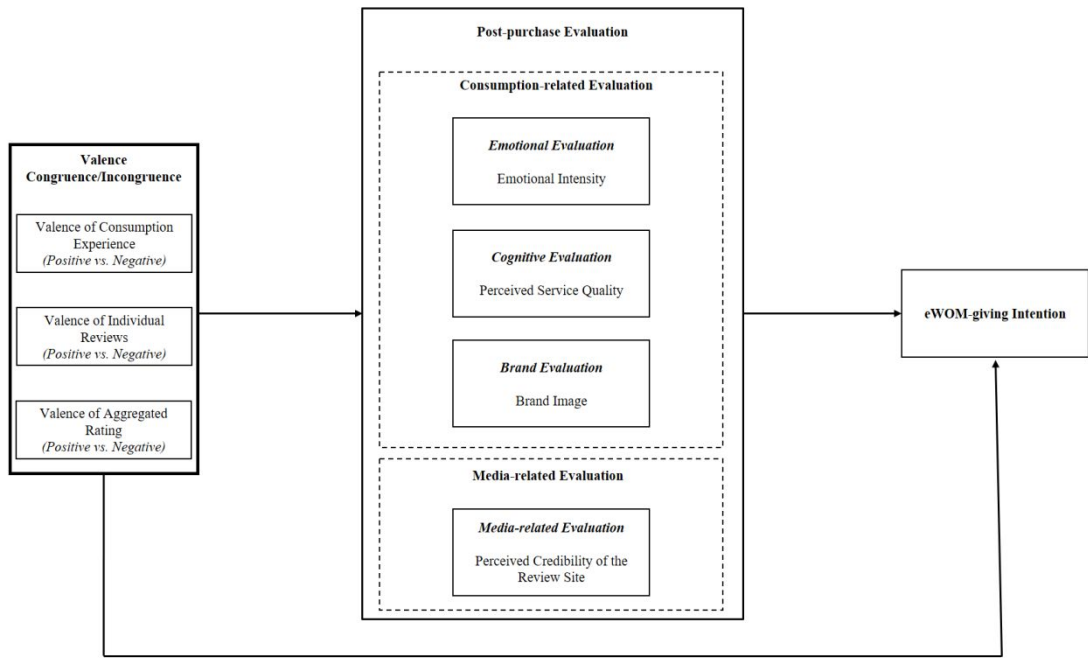 Post-purchase Evaluation
Consumption-related Evaluation
Emotional Evaluation
Emotional Intensity
Cognitive Evaluation
Perceived Service Quality
Brand Evaluation
Brand Image
Media-related Evaluation
Media-related Evaluation
Perceived Credibility of the
Review Site
Valence
Congruence/Incongruence
Valence of Consumption
Experience
(Positive vs. Negative)
Valence of Individual
Reviews
(Positive vs. Negative)
Valence of Aggregated
Rating
(Positive vs. Negative)
eWOM-giving Intention